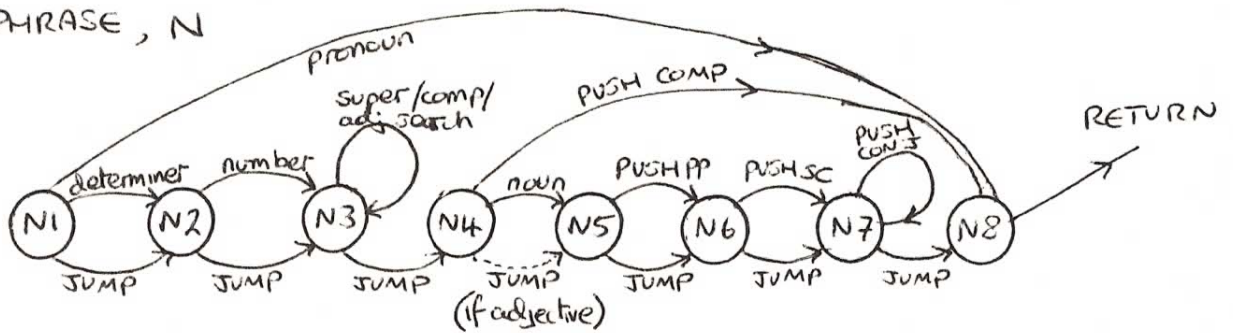 PHRASE, N
pronoun
super/comp/
adj search
PUSH COMP
PUSH
CONJ
RETURN
determiner
number
noun
PUSH PP
PUSH SC
N1
N2
N3
N4
N5
N6
N7
N8
JUMP
JUMP
JUMP
JUMP
(if adjective)
JUMP
JUMP
JUMP